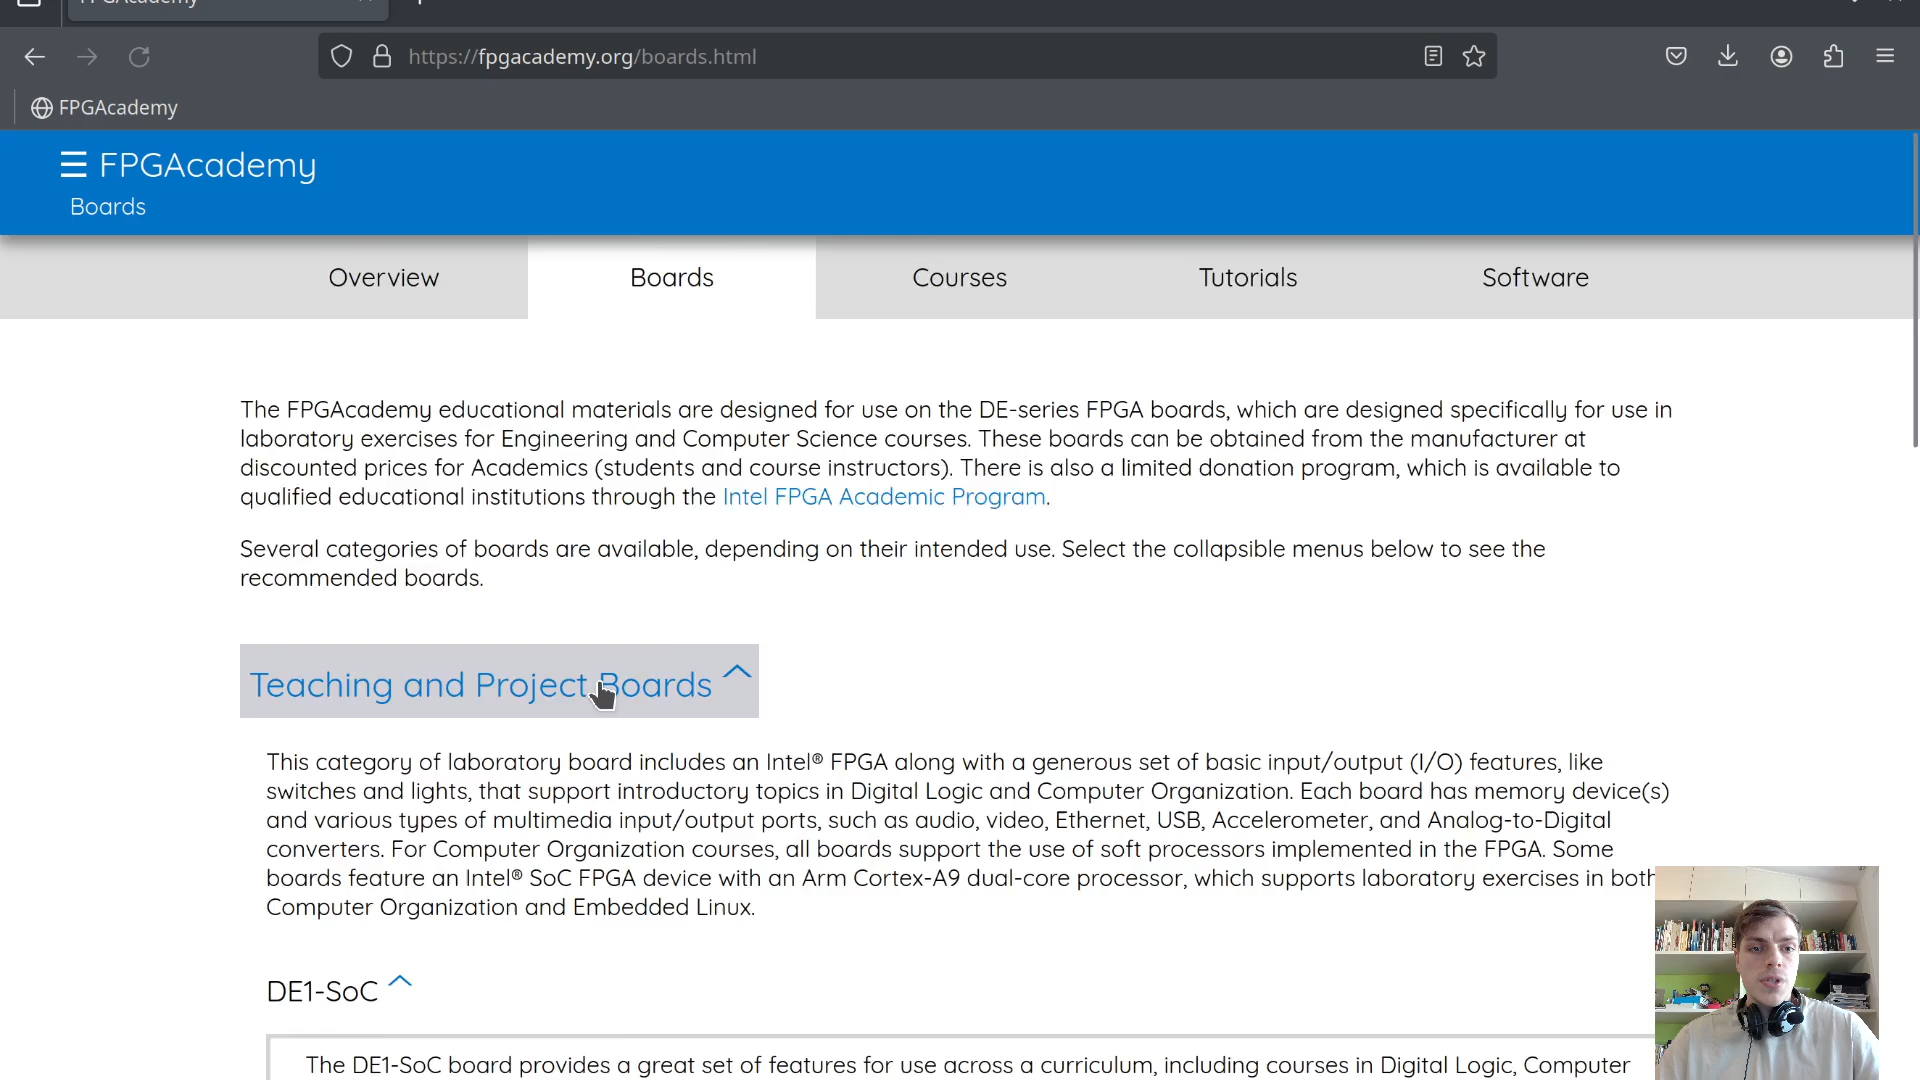 https://fpgacademy.org/boards.html
FPGAcademy
☰ FPGAcademy
Boards
Overview
Boards
Courses
Tutorials
Software
The FPGAcademy educational materials are designed for use on the DE-series FPGA boards, which are designed specifically for use in
laboratory exercises for Engineering and Computer Science courses. These boards can be obtained from the manufacturer at
discounted prices for Academics (students and course instructors). There is also a limited donation program, which is available to
qualified educational institutions through the Intel FPGA Academic Program.
Several categories of boards are available, depending on their intended use. Select the collapsible menus below to see the
recommended boards.
Teaching and Project Boards
This category of laboratory board includes an Intel® FPGA along with a generous set of basic input/output (I/O) features, like
switches and lights, that support introductory topics in Digital Logic and Computer Organization. Each board has memory device(s)
and various types of multimedia input/output ports, such as audio, video, Ethernet, USB, Accelerometer, and Analog-to-Digital
converters. For Computer Organization courses, all boards support the use of soft processors implemented in the FPGA. Some
boards feature an Intel® SoC FPGA device with an Arm Cortex-A9 dual-core processor, which supports laboratory exercises in both
Computer Organization and Embedded Linux.
DE1-SoC
The DE1-SoC board provides a great set of features for use across a curriculum, including courses in Digital Logic, Computer